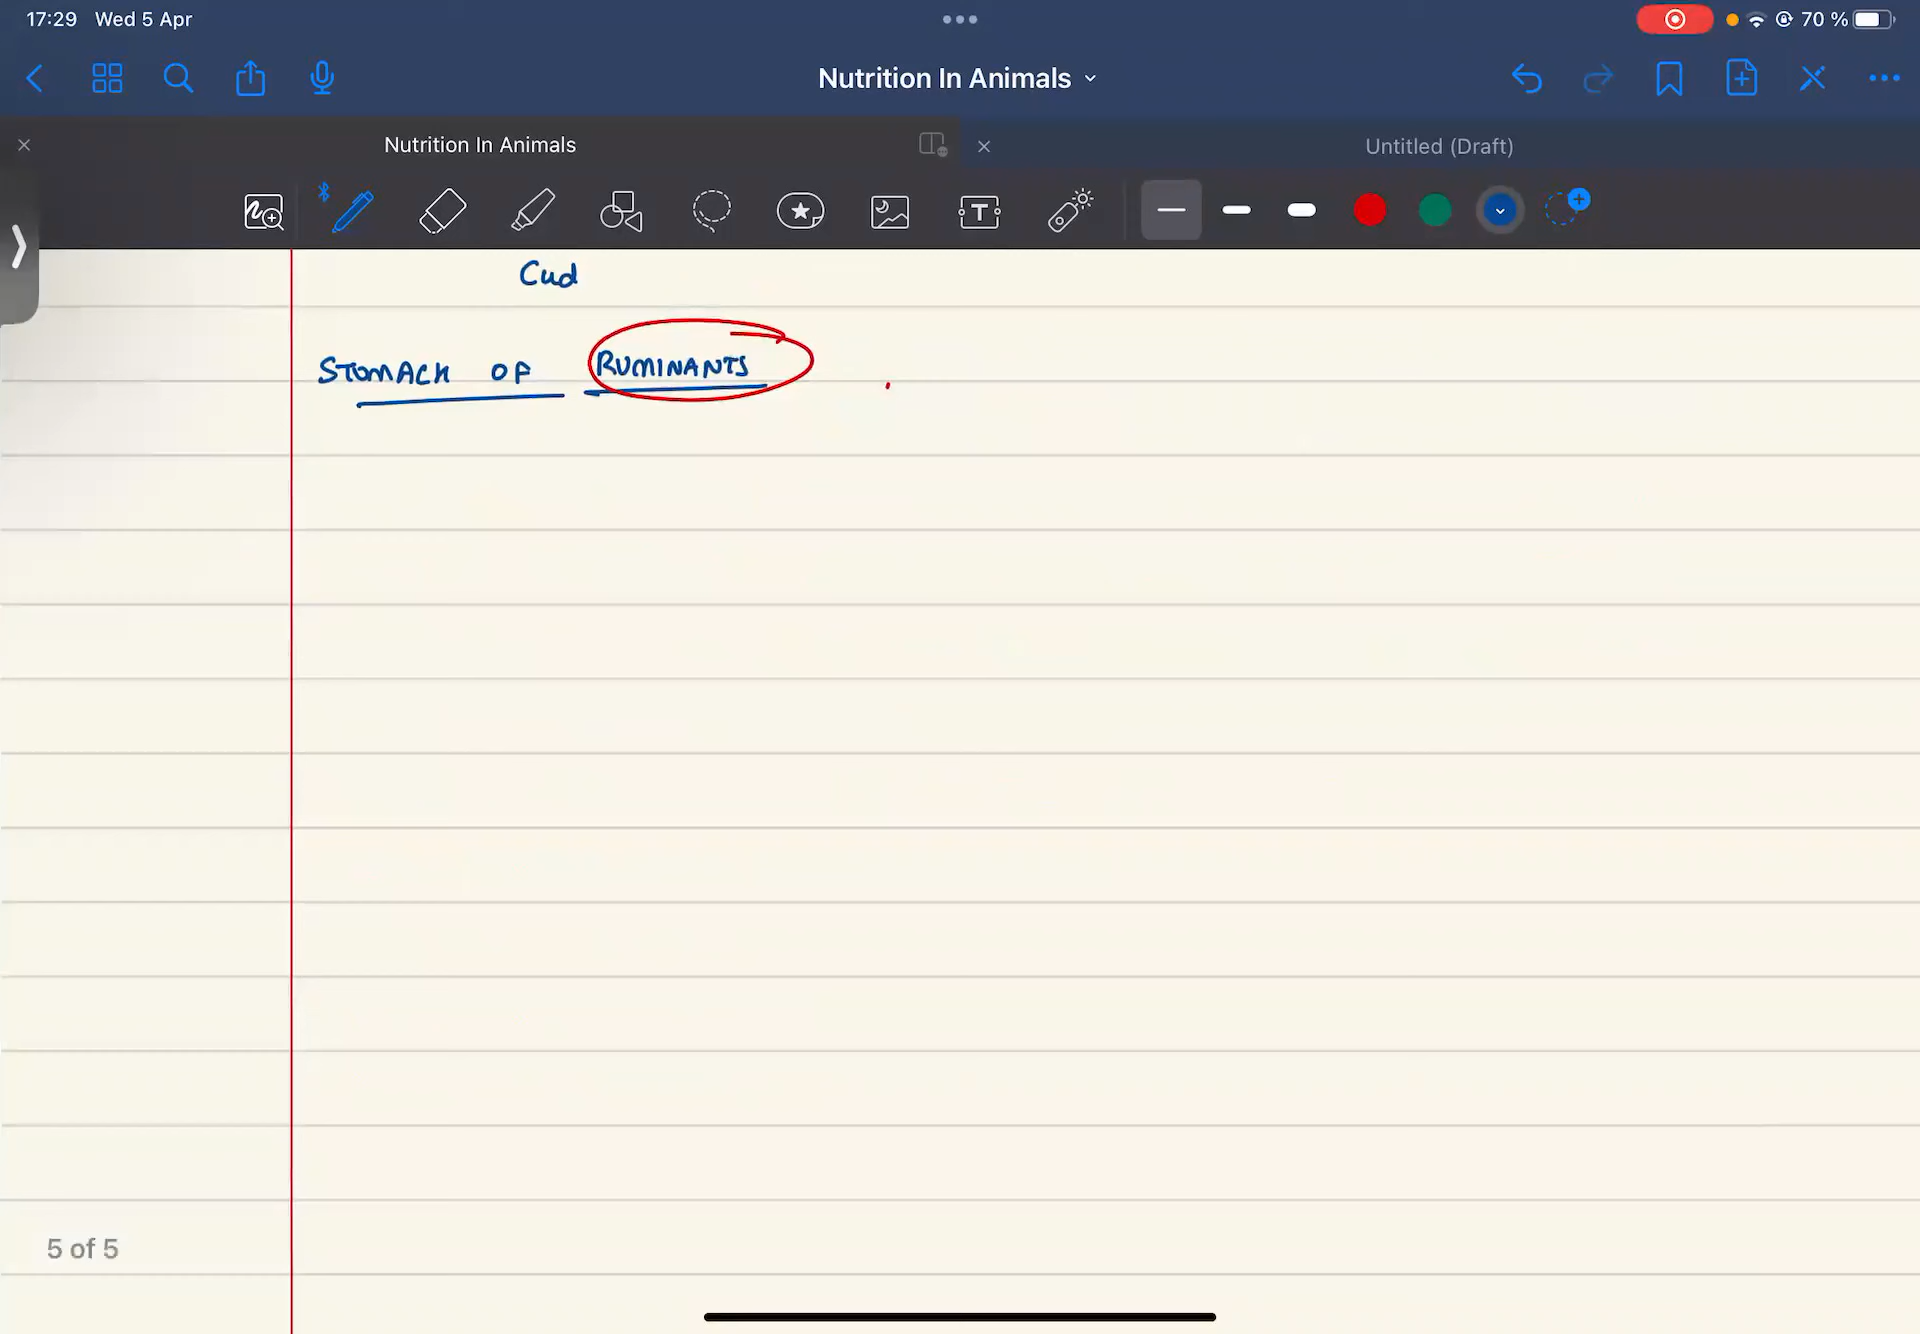 17:29 Wed 5 Apr 70 %
Nutrition In Animals
Nutrition In Animals Untitled (Draft)
Cud
STOMACH OF RUMINANTS
5 of 5